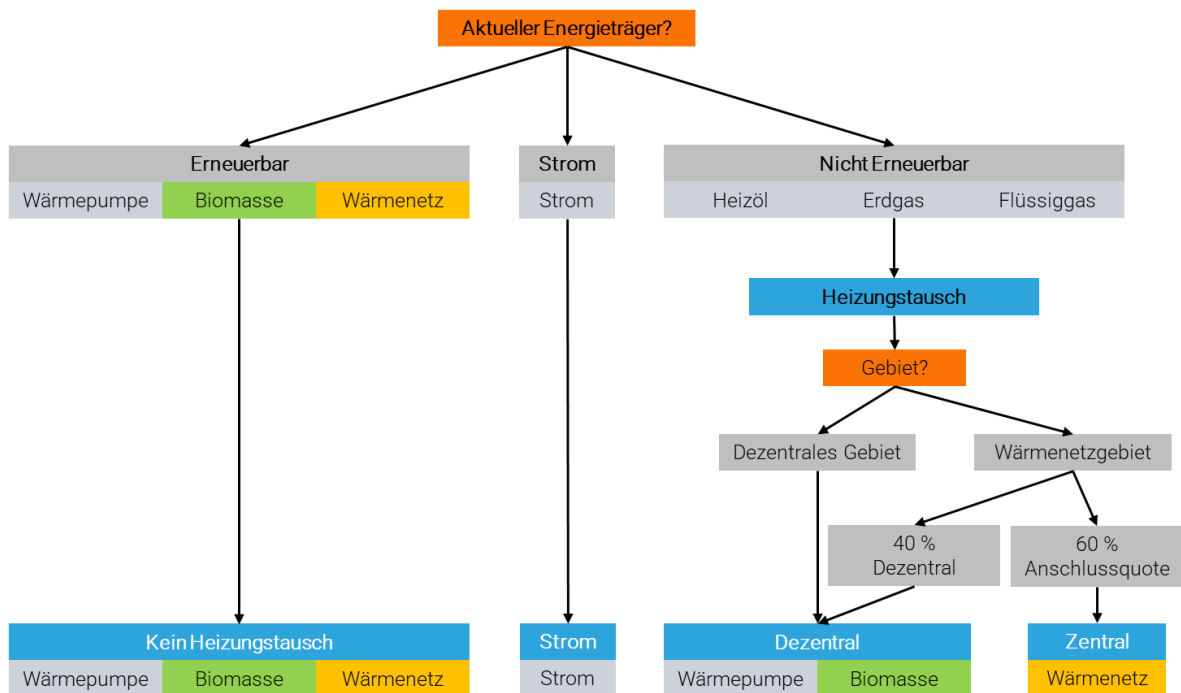 Aktueller Energieträger?
Erneuerbar
Wärmepumpe Biomasse Wärmenetz
Strom
Strom
Nicht Erneuerbar
Heizöl Erdgas Flüssiggas
Heizungstausch
Gebiet?
Dezentrales Gebiet
Wärmenetzgebiet
40 %
Dezentral
60 %
Anschlussquote
Kein Heizungstausch
Wärmepumpe Biomasse Wärmenetz
Strom
Strom
Dezentral
Wärmepumpe Biomasse
Zentral
Wärmenetz